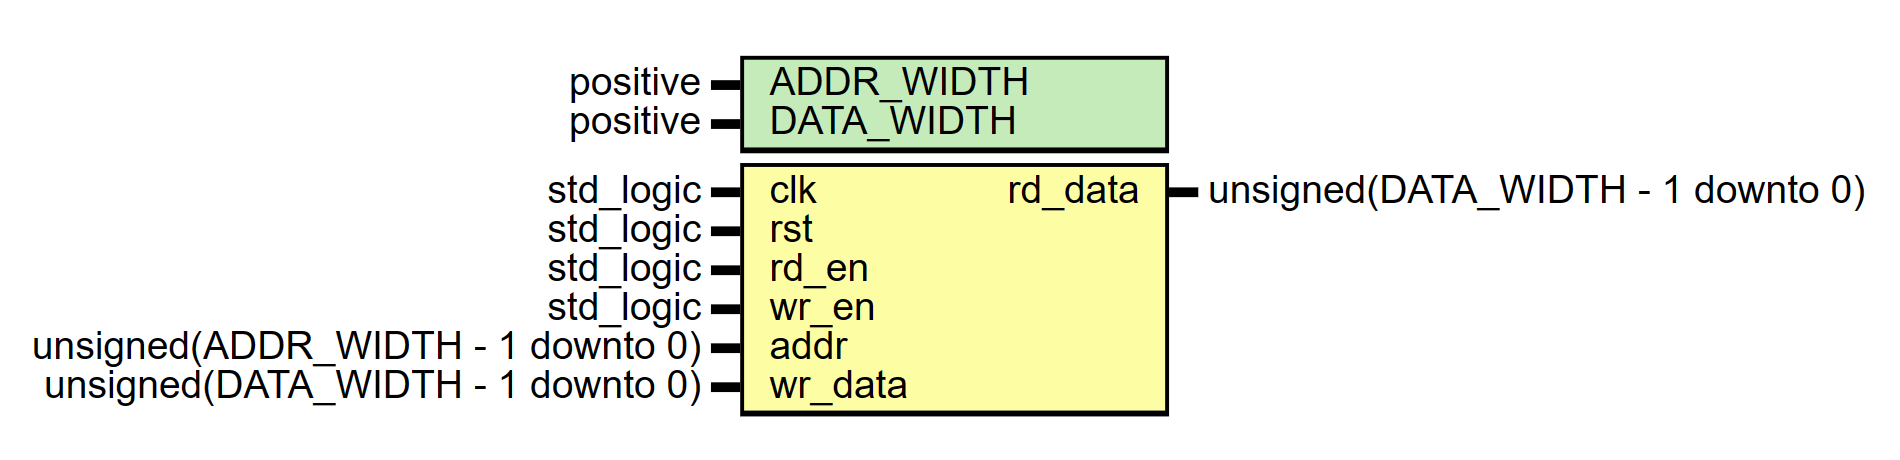 positive ADDR_WIDTH
positive DATA_WIDTH
std_logic clk rd_data unsigned(DATA_WIDTH - 1 downto 0)
std_logic rst
std_logic rd_en
std_logic wr_en
unsigned(ADDR_WIDTH - 1 downto 0) addr
unsigned(DATA_WIDTH - 1 downto 0) wr_data